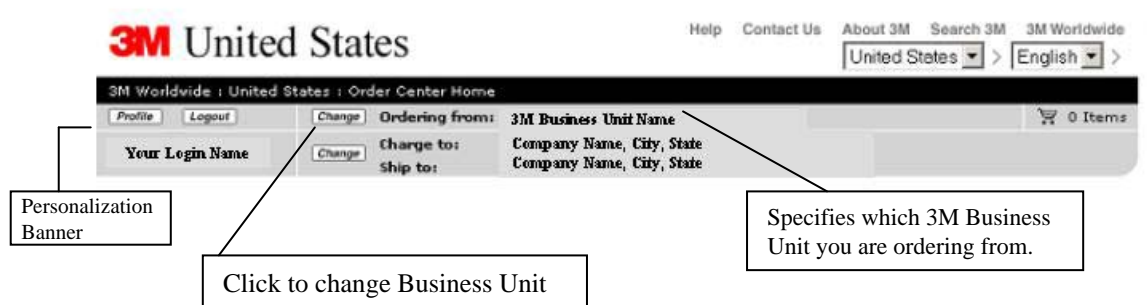 3M United States
Help Contact Us About 3M Search 3M 3M Worldwide
United States > English >
3M Worldwide : United States : Order Center Home
Profile Logout Change Ordering from: 3M Business Unit Name 0 Items
Your Login Name Change Charge to: Company Name, City, State
Ship to: Company Name, City, State
Personalization
Banner
Specifies which 3M Business
Unit you are ordering from.
Click to change Business Unit